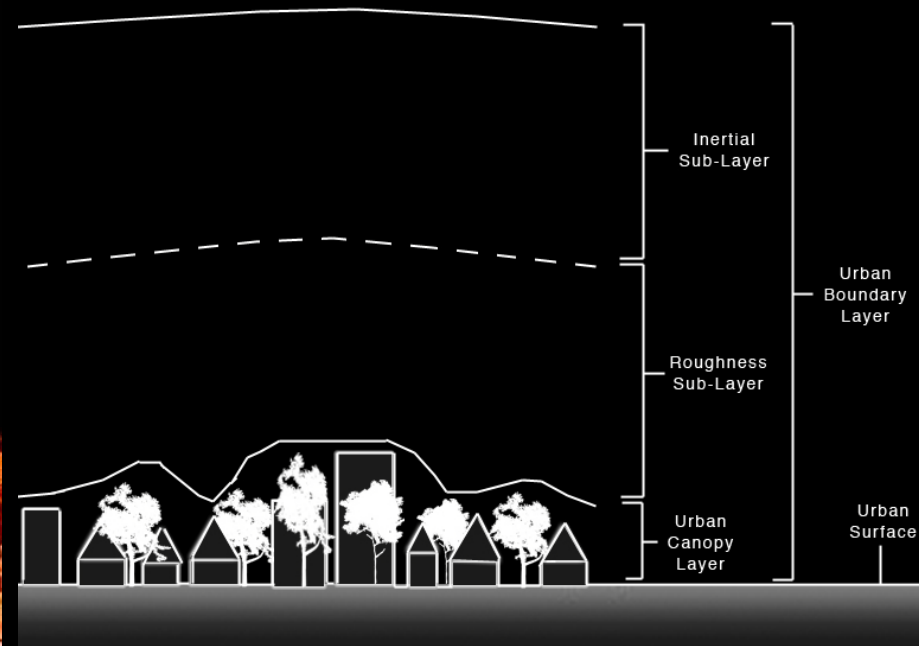 Inertial
Sub-Layer
Urban
Boundary
Layer
Roughness
Sub-Layer
Urban
Canopy
Layer
Urban
Surface